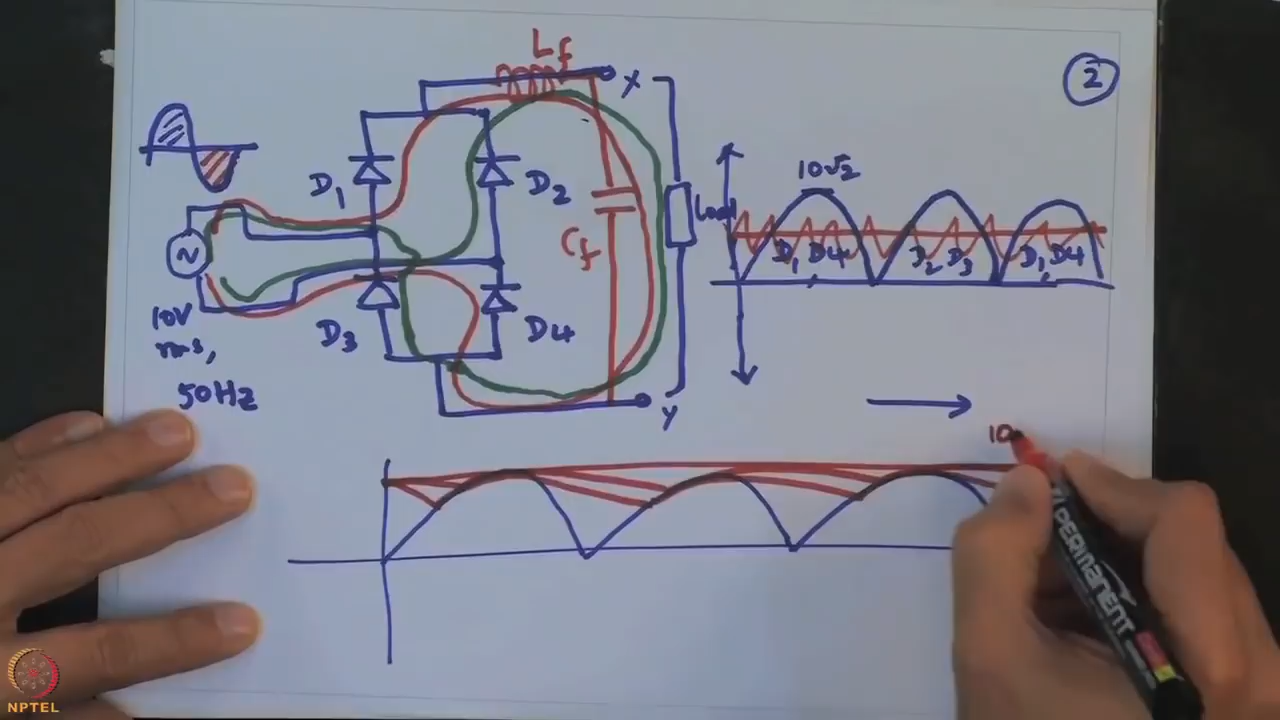 Lf
X
2
D1
D2
10√2
Load
Cf
D1 D4
D2 D3
D1 D4
~
10V
rms,
50Hz
D3
D4
Y
10
PERMANENT
NPTEL